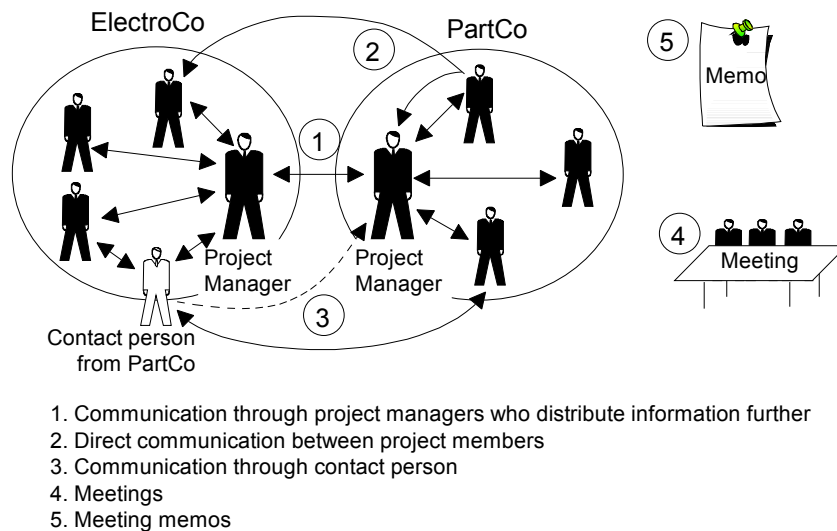 ElectroCo
PartCo
2
5
Memo
1
4
Meeting
Project
Manager
Project
Manager
3
Contact person
from PartCo
1. Communication through project managers who distribute information further
2. Direct communication between project members
3. Communication through contact person
4. Meetings
5. Meeting memos